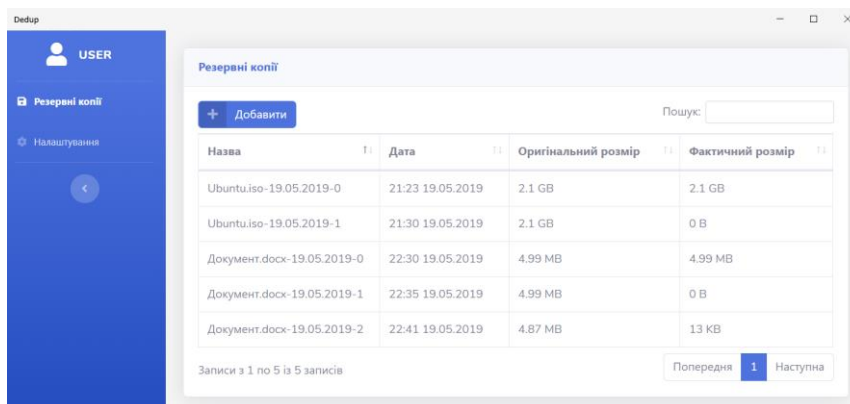 Dedup
USER
Резервні копії
Налаштування
Резервні копії
+ Добавити
Пошук:
Назва Дата Оригінальний розмір Фактичний розмір
Ubuntu.iso-19.05.2019-0 21:23 19.05.2019 2.1 GB 2.1 GB
Ubuntu.iso-19.05.2019-1 21:30 19.05.2019 2.1 GB 0 B
Документ.docx-19.05.2019-0 22:30 19.05.2019 4.99 MB 4.99 MB
Документ.docx-19.05.2019-1 22:35 19.05.2019 4.99 MB 0 B
Документ.docx-19.05.2019-2 22:41 19.05.2019 4.87 MB 13 KB
Записи з 1 по 5 із 5 записів
Попередня 1 Наступна